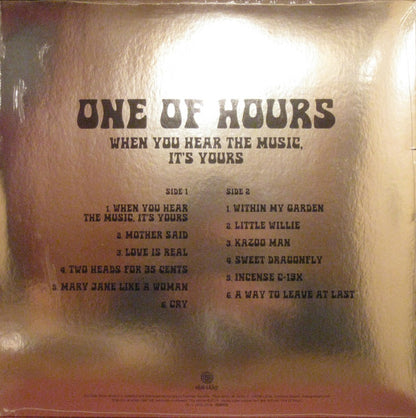 ONE OF HOURS
WHEN YOU HEAR THE MUSIC,
IT'S YOURS
SIDE 1
1. WHEN YOU HEAR
THE MUSIC, IT'S YOURS
2. MOTHER SAID
3. LOVE IS REAL
4. TWO HEADS FOR 35 CENTS
5. MARY JANE LIKE A WOMAN
6. CRY
SIDE 2
1. WITHIN MY GARDEN
2. LITTLE WILLIE
3. KAZOO MAN
4. SWEET DRAGONFLY
5. INCENSE C-19X
6. A WAY TO LEAVE AT LAST